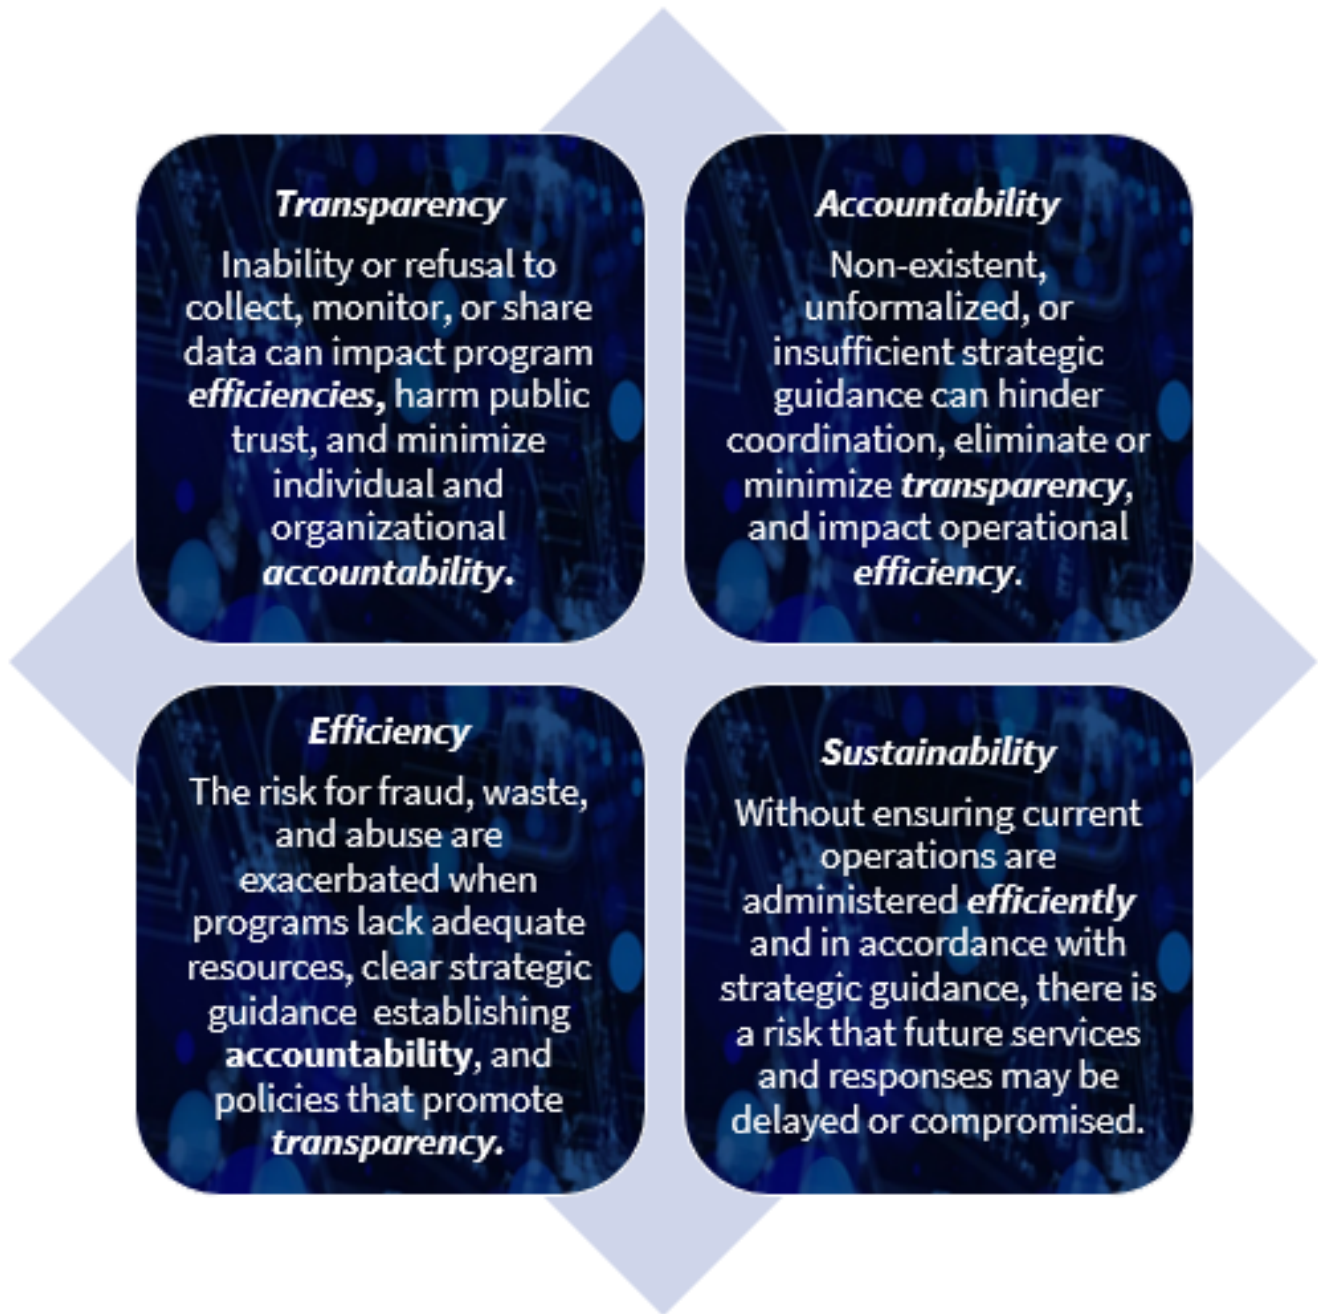 Transparency
Inability or refusal to
collect, monitor, or share
data can impact program
efficiencies, harm public
trust, and minimize
individual and
organizational
accountability.
Accountability
Non-existent,
unformalized, or
insufficient strategic
guidance can hinder
coordination, eliminate or
minimize transparency,
and impact operational
efficiency.
Efficiency
The risk for fraud, waste,
and abuse are
exacerbated when
programs lack adequate
resources, clear strategic
guidance  establishing
accountability, and
policies that promote
transparency.
Sustainability
Without ensuring current
operations are
administered efficiently
and in accordance with
strategic guidance, there is
a risk that future services
and responses may be
delayed or compromised.